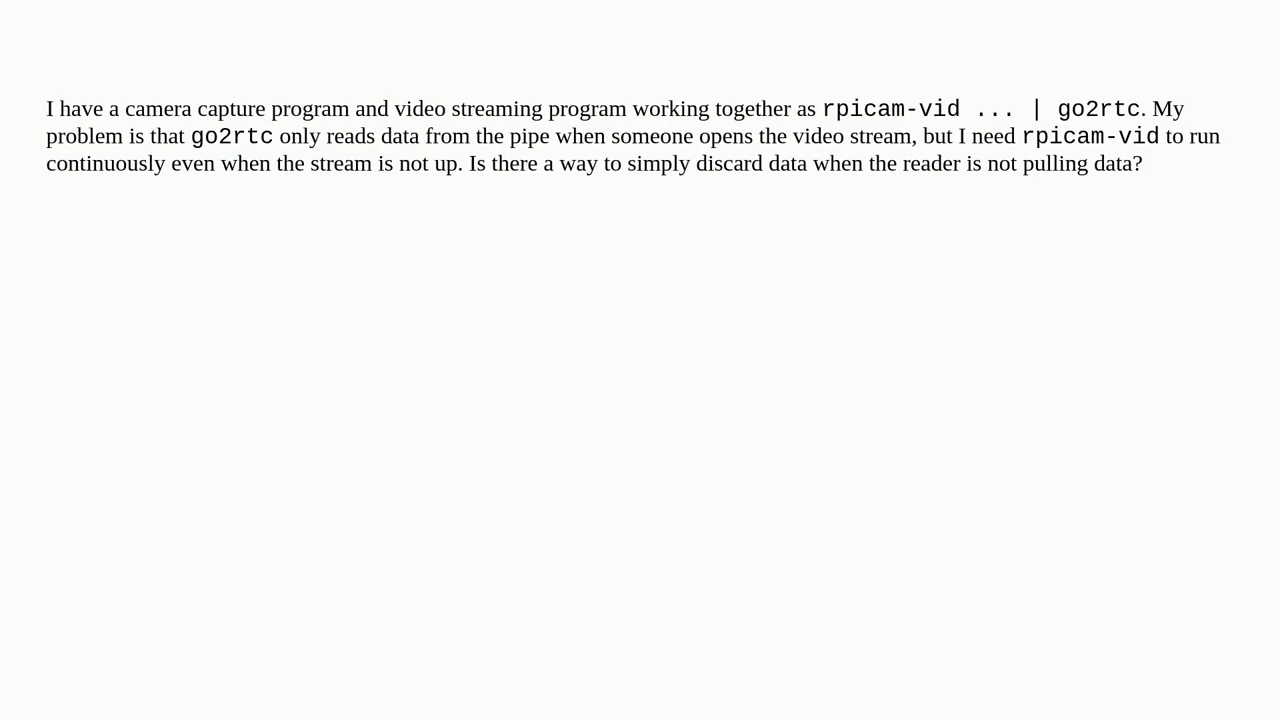 I have a camera capture program and video streaming program working together as rpicam-vid ... | go2rtc. My
problem is that go2rtc only reads data from the pipe when someone opens the video stream, but I need rpicam-vid to run
continuously even when the stream is not up. Is there a way to simply discard data when the reader is not pulling data?